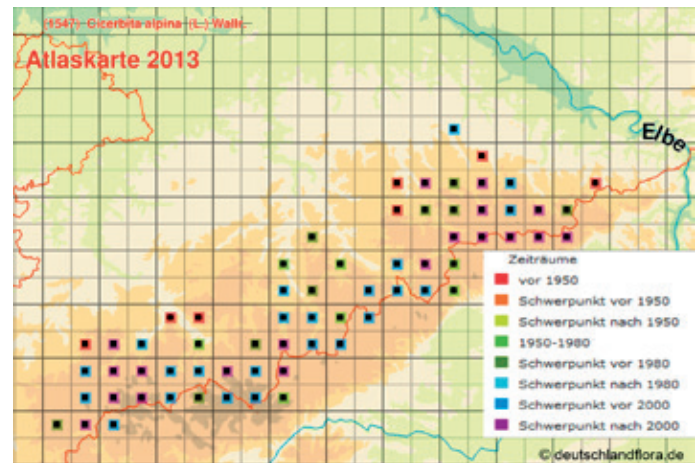 (1547) Cicerbita alpina (L.) Wallr.
Atlaskarte 2013
Elbe
Zeiträume
vor 1950
Schwerpunkt vor 1950
Schwerpunkt nach 1950
1950-1980
Schwerpunkt vor 1980
Schwerpunkt nach 1980
Schwerpunkt vor 2000
Schwerpunkt nach 2000
©deutschlandflora.de